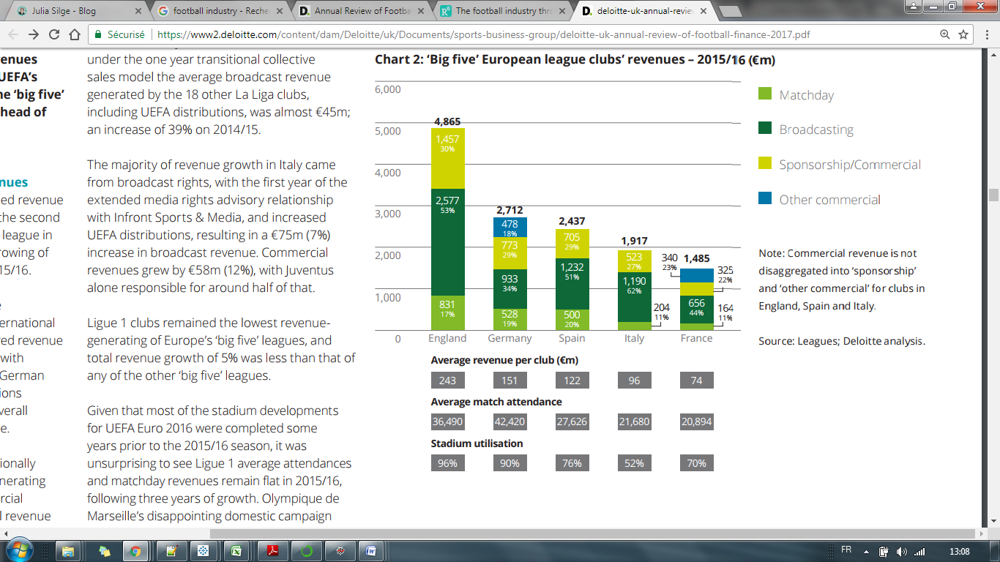 Julia Silge - Blog
football industry - Reche
Annual Review of Footba
The football industry thr
deloitte-uk-annual-revie
Sécurisé
https://www2.deloitte.com/content/dam/Deloitte/uk/Documents/sports-business-group/deloitte-uk-annual-review-of-football-finance-2017.pdf
enues
UEFA's
ne 'big five'
head of
nues
ed revenue
the second
league in
rowing of
15/16.
e
ernational
red revenue
with
German
ions
verall
e.
ionally
nerating
rcial
l revenue
under the one year transitional collective
sales model the average broadcast revenue
generated by the 18 other La Liga clubs,
including UEFA distributions, was almost €45m;
an increase of 39% on 2014/15.
The majority of revenue growth in Italy came
from broadcast rights, with the first year of the
extended media rights advisory relationship
with Infront Sports & Media, and increased
UEFA distributions, resulting in a €75m (7%)
increase in broadcast revenue. Commercial
revenues grew by €58m (12%), with Juventus
alone responsible for around half of that.
Ligue 1 clubs remained the lowest revenue-
generating of Europe's 'big five' leagues, and
total revenue growth of 5% was less than that of
any of the other 'big five' leagues.
Given that most of the stadium developments
for UEFA Euro 2016 were completed some
years prior to the 2015/16 season, it was
unsurprising to see Ligue 1 average attendances
and matchday revenues remain flat in 2015/16,
following three years of growth. Olympique de
Marseille's disappointing domestic campaign
Chart 2: 'Big five' European league clubs' revenues – 2015/16 (€m)
6,000
5,000
4,000
3,000
2,000
1,000
0
4,865
1,457
30%
2,577
53%
831
17%
England
2,712
478
18%
773
29%
933
34%
528
19%
Germany
2,437
705
29%
1,232
51%
500
20%
Spain
1,917
523
27%
1,190
62%
204
11%
Italy
1,485
340
23%
325
22%
656
44%
164
11%
France
Average revenue per club (€m)
243 151 122 96 74
Average match attendance
36,490 42,420 27,626 21,680 20,894
Stadium utilisation
96% 90% 76% 52% 70%
Matchday
Broadcasting
Sponsorship/Commercial
Other commercial
Note: Commercial revenue is not
disaggregated into 'sponsorship'
and 'other commercial' for clubs in
England, Spain and Italy.
Source: Leagues; Deloitte analysis.
FR
13:08